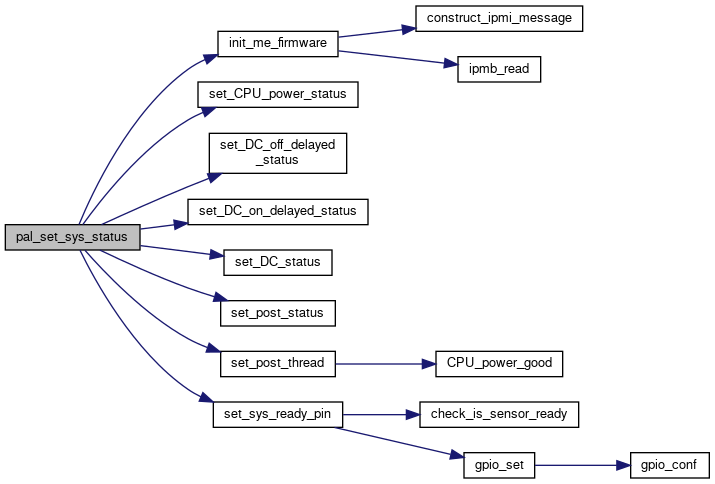 construct_ipmi_message
init_me_firmware
ipmb_read
set_CPU_power_status
set_DC_off_delayed
_status
set_DC_on_delayed_status
pal_set_sys_status
set_DC_status
set_post_status
set_post_thread
CPU_power_good
set_sys_ready_pin
check_is_sensor_ready
gpio_set
gpio_conf